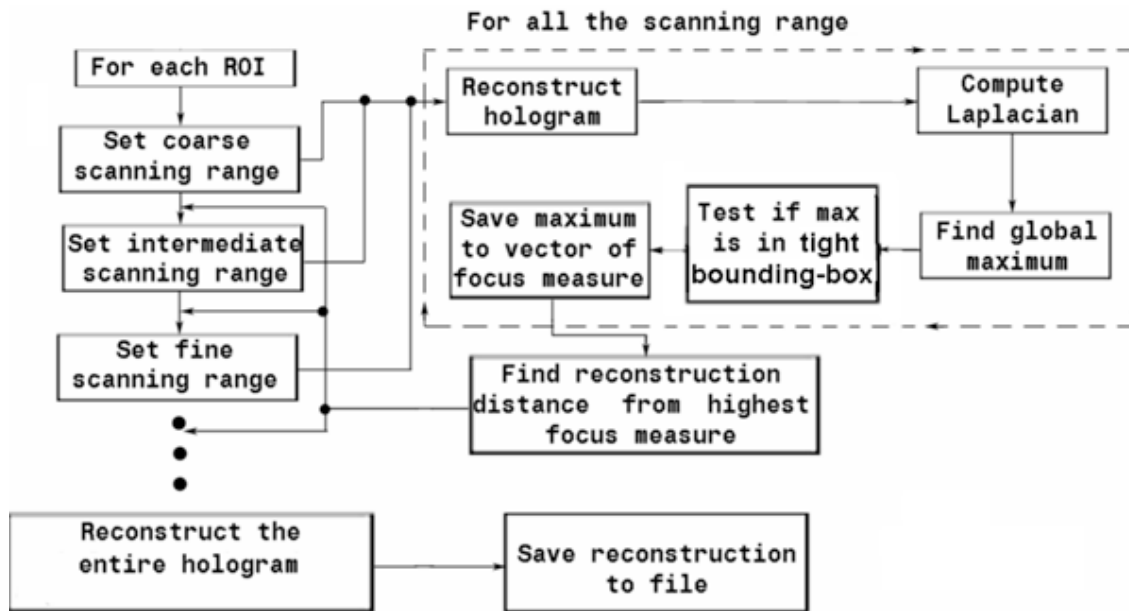 For all the scanning range
For each ROI
Reconstruct
hologram
Compute
Laplacian
Set coarse
scanning range
Set intermediate
scanning range
Save maximum
to vector of
focus measure
Test if max
is in tight
bounding-box
Find global
maximum
Set fine
scanning range
Find reconstruction
distance from highest
focus measure
Reconstruct the
entire hologram
Save reconstruction
to file